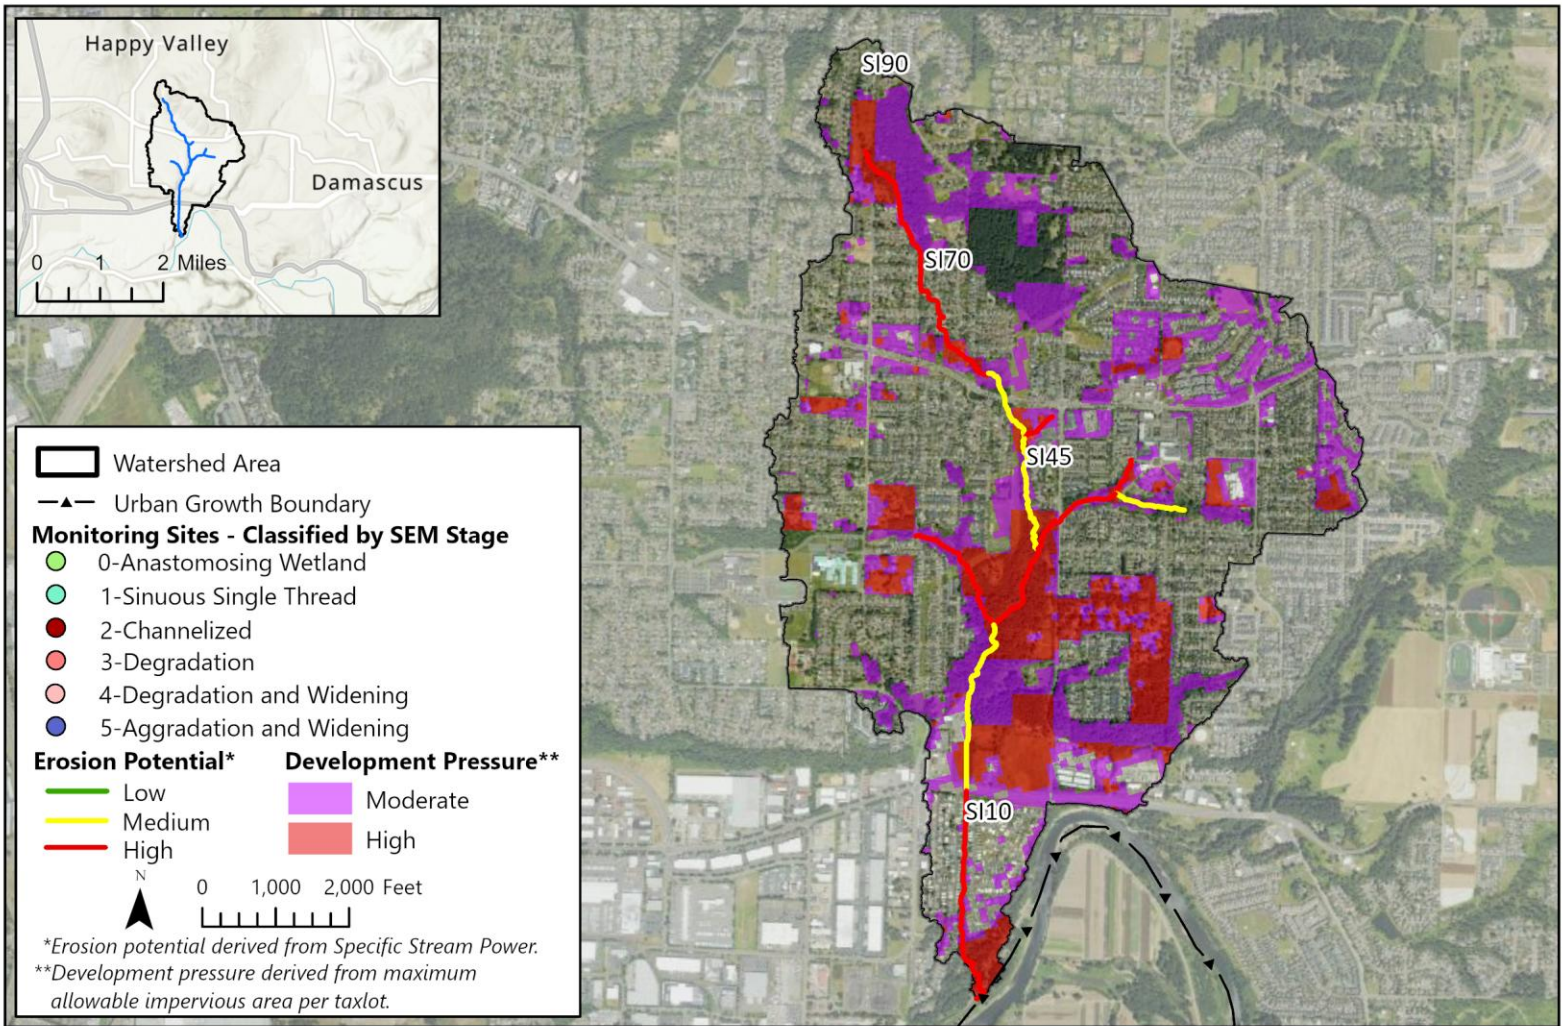 Happy Valley
Damascus
0 1 2 Miles
SI90
SI70
SI45
SI10
Watershed Area
Urban Growth Boundary
Monitoring Sites - Classified by SEM Stage
0-Anastomosing Wetland
1-Sinuous Single Thread
2-Channelized
3-Degradation
4-Degradation and Widening
5-Aggradation and Widening
Erosion Potential* Development Pressure**
Low
Medium
High
Moderate
High
N
0 1,000 2,000 Feet
*Erosion potential derived from Specific Stream Power.
**Development pressure derived from maximum
allowable impervious area per taxlot.